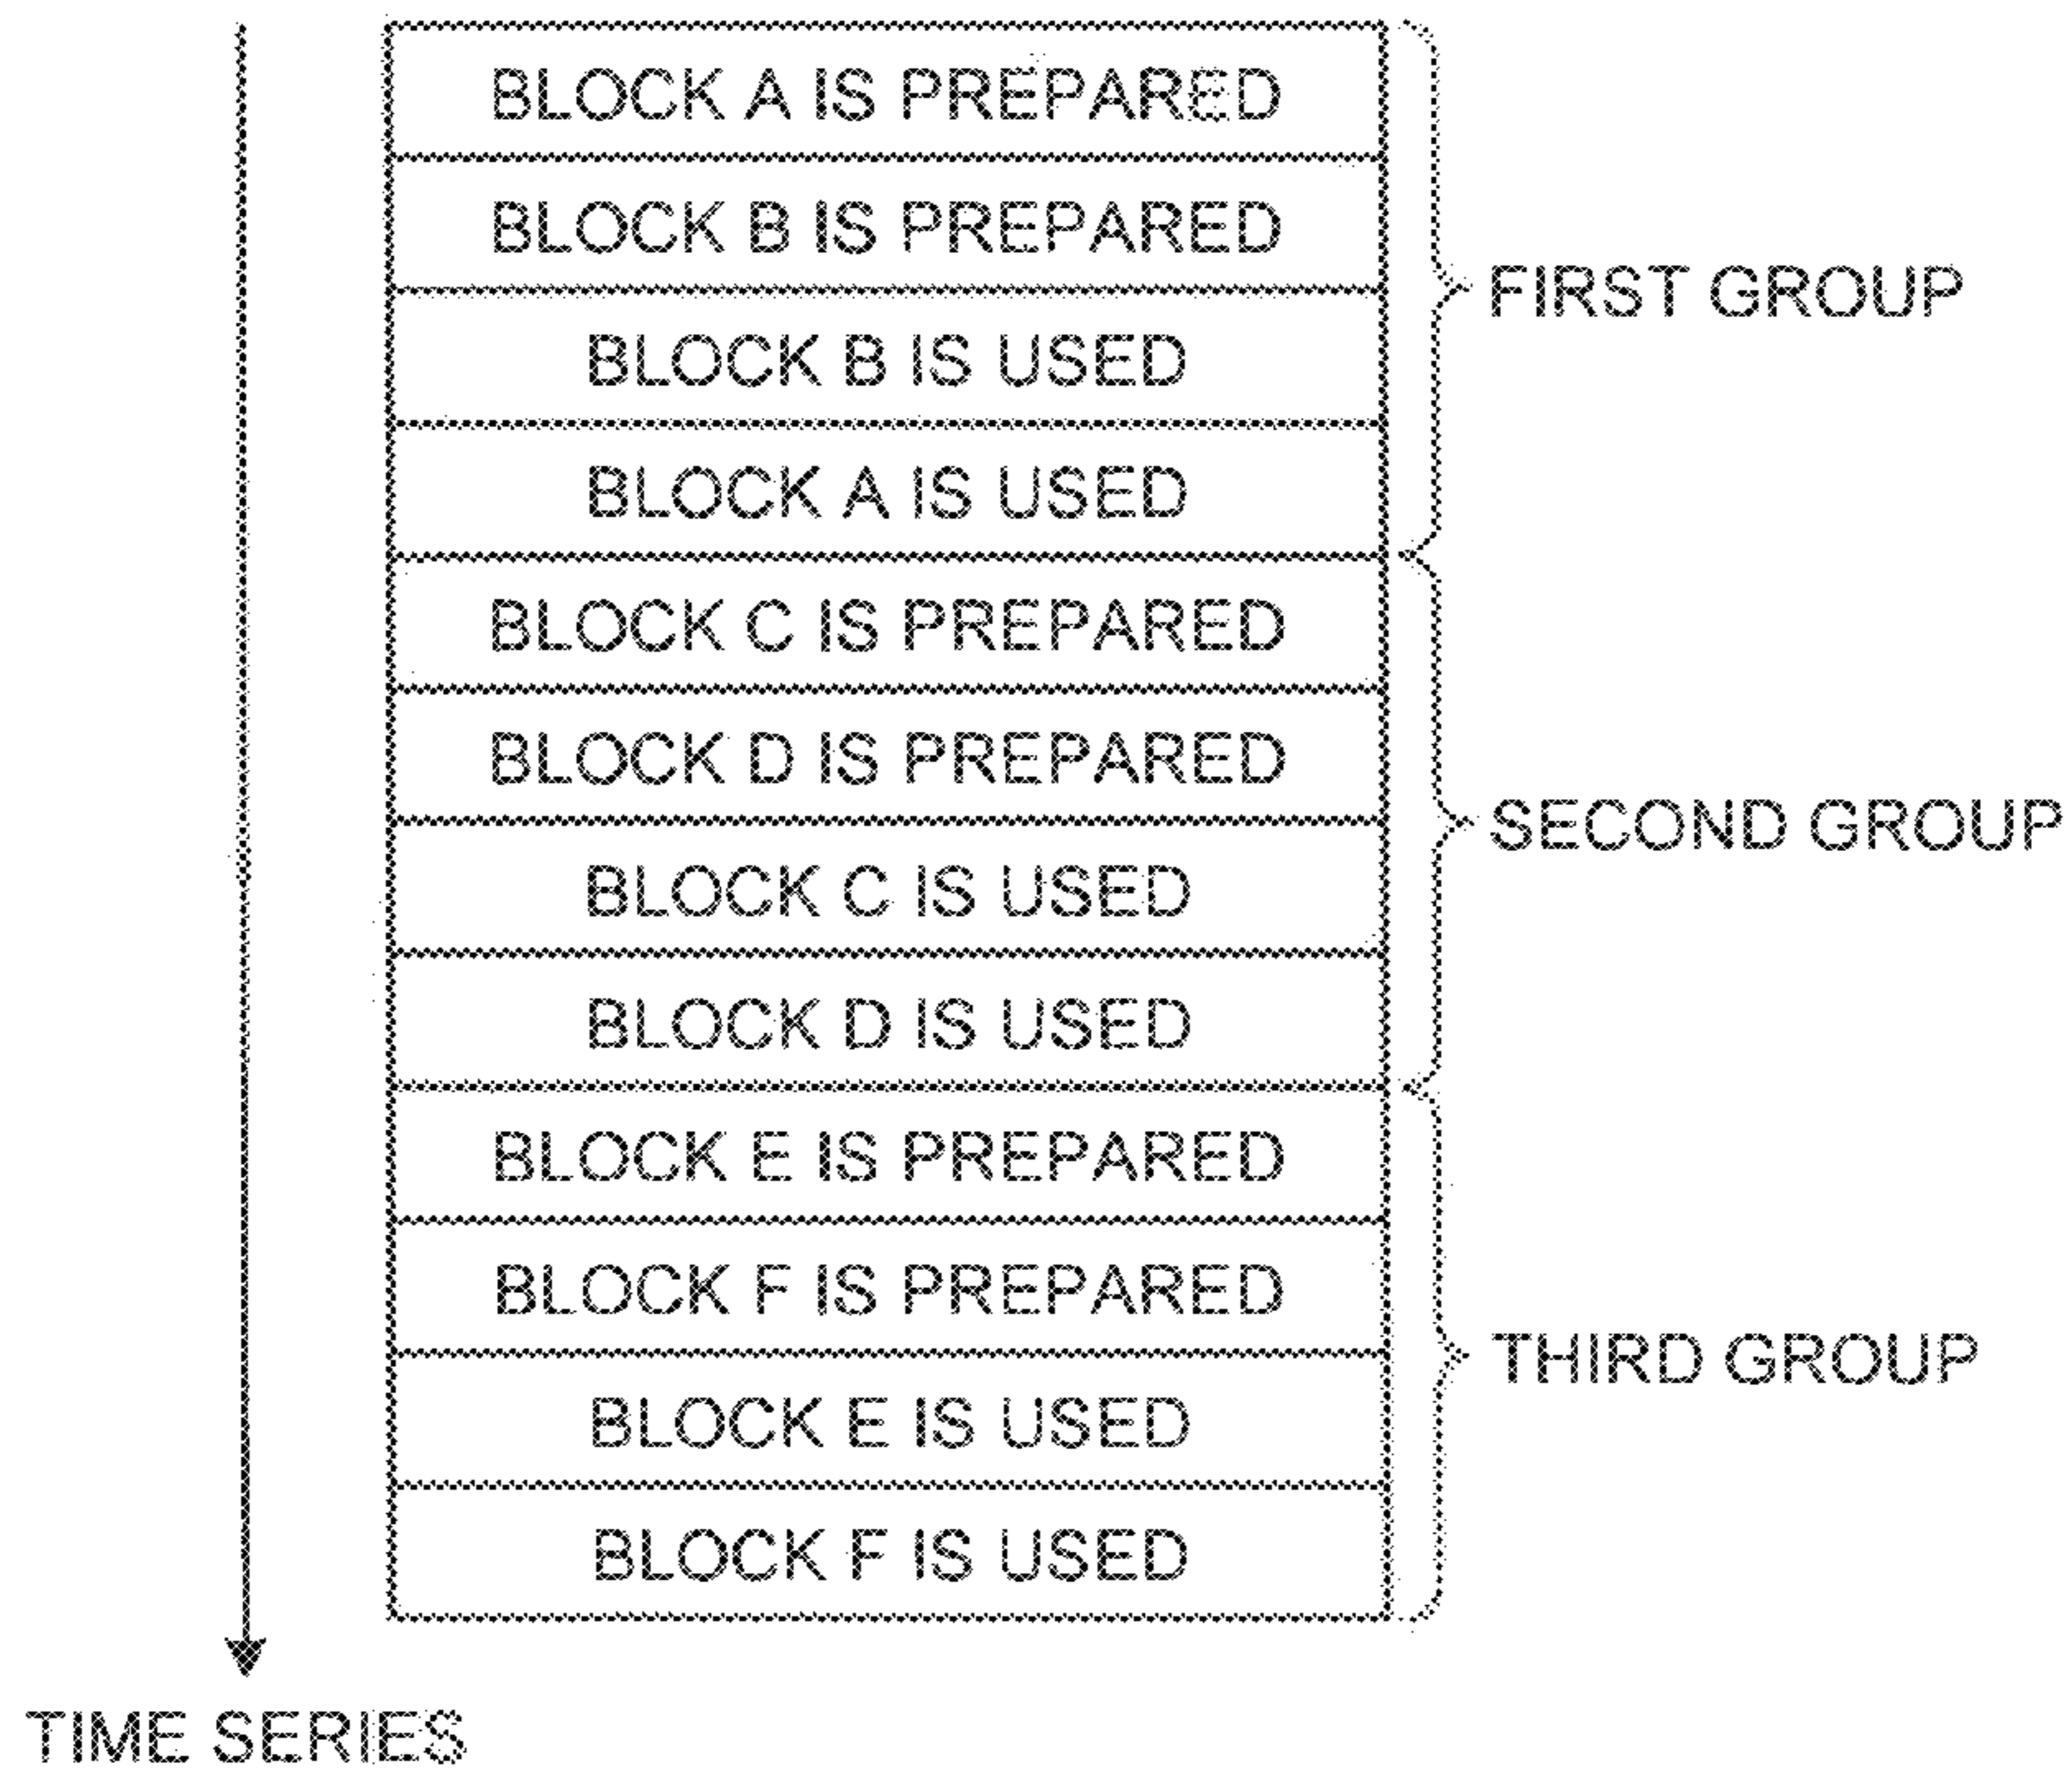 BLOCK A IS PREPARED
BLOCK B IS PREPARED
BLOCK B IS USED
BLOCK A IS USED
FIRST GROUP
BLOCK C IS PREPARED
BLOCK D IS PREPARED
BLOCK C IS USED
BLOCK D IS USED
SECOND GROUP
BLOCK E IS PREPARED
BLOCK F IS PREPARED
BLOCK E IS USED
BLOCK F IS USED
THIRD GROUP
TIME SERIES